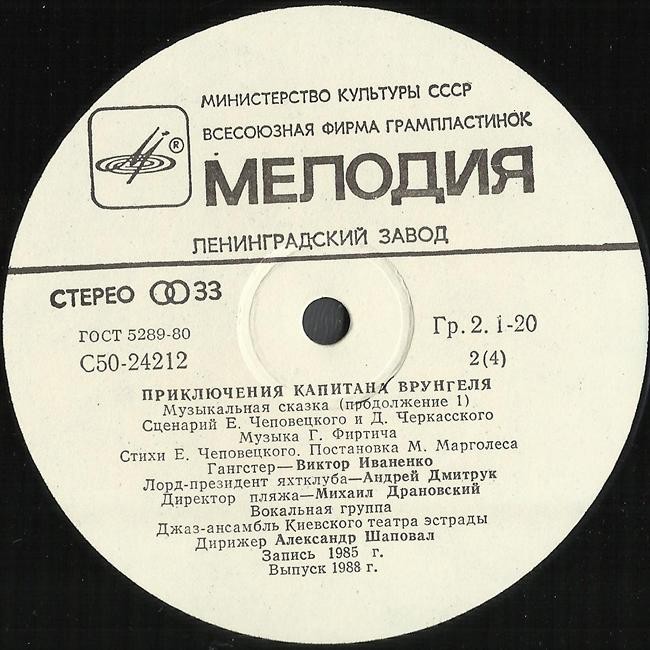 МИНИСТЕРСТВО КУЛЬТУРЫ СССР
ВСЕСОЮЗНАЯ ФИРМА ГРАМПЛАСТИНОК
®
МЕЛОДИЯ
ЛЕНИНГРАДСКИЙ ЗАВОД
СТЕРЕО 33
ГОСТ 5289-80
Гр. 2. 1-20
С50-24212
2(4)
ПРИКЛЮЧЕНИЯ КАПИТАНА ВРУНГЕЛЯ
Музыкальная сказка (продолжение 1)
Сценарий Е. Чеповецкого и Д. Черкасского
Музыка Г. Фиртича
Стихи Е. Чеповецкого. Постановка М. Марголеса
Гангстер—Виктор Иваненко
Лорд-президент яхтклуба—Андрей Дмитрук
Директор пляжа—Михаил Драновский
Вокальная группа
Джаз-ансамбль Киевского театра эстрады
Дирижер Александр Шаповал
Запись 1985 г.
Выпуск 1988 г.